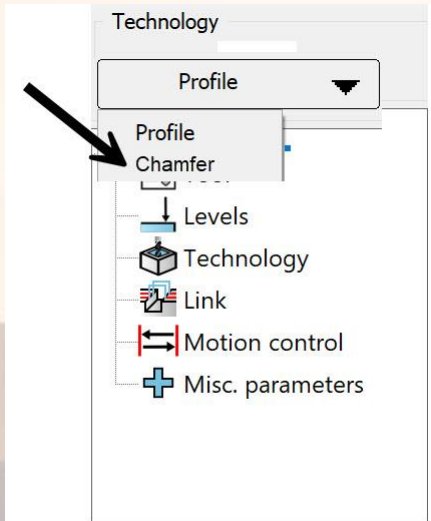 Technology
Profile
Profile
Chamfer
Levels
Technology
Link
Motion control
Misc. parameters